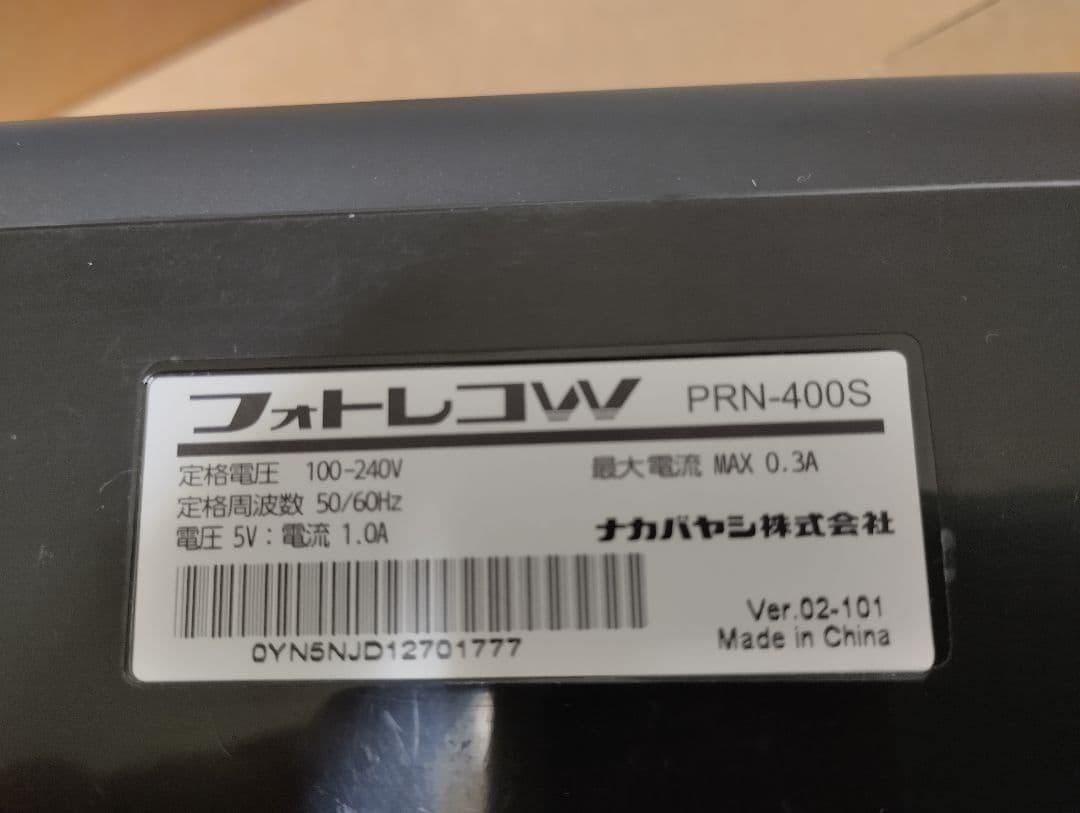 フォトレコW PRN-400S
定格電圧 100-240V 最大電流 MAX 0.3A
定格周波数 50/60Hz
電圧 5V：電流 1.0A ナカバヤシ株式会社
0YN5NJD12701777
Ver.02-101
Made in China